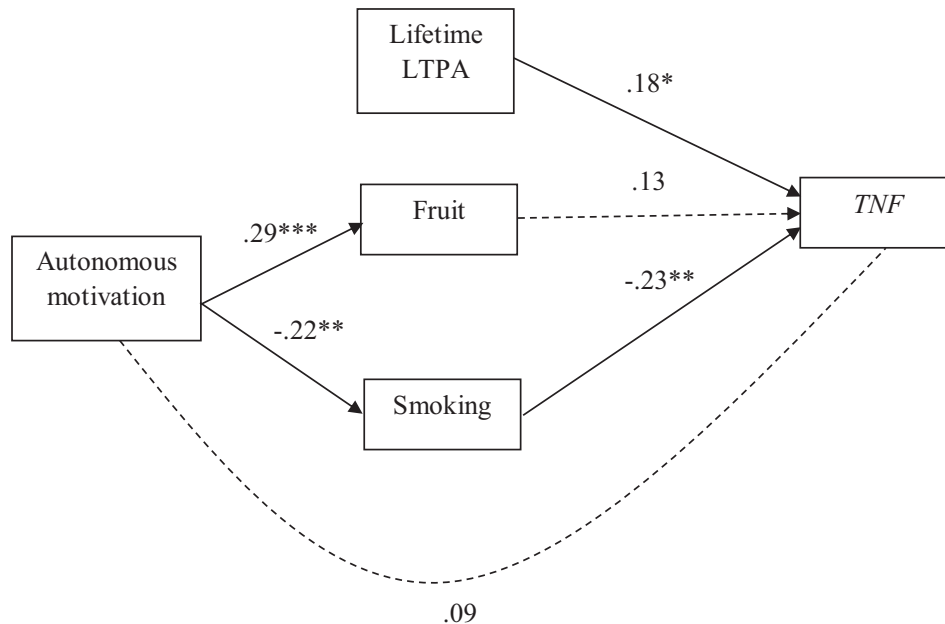 Lifetime
LTPA
.18*
.13
Fruit
TNF
.29***
Autonomous
motivation
-.23**
-.22**
Smoking
.09